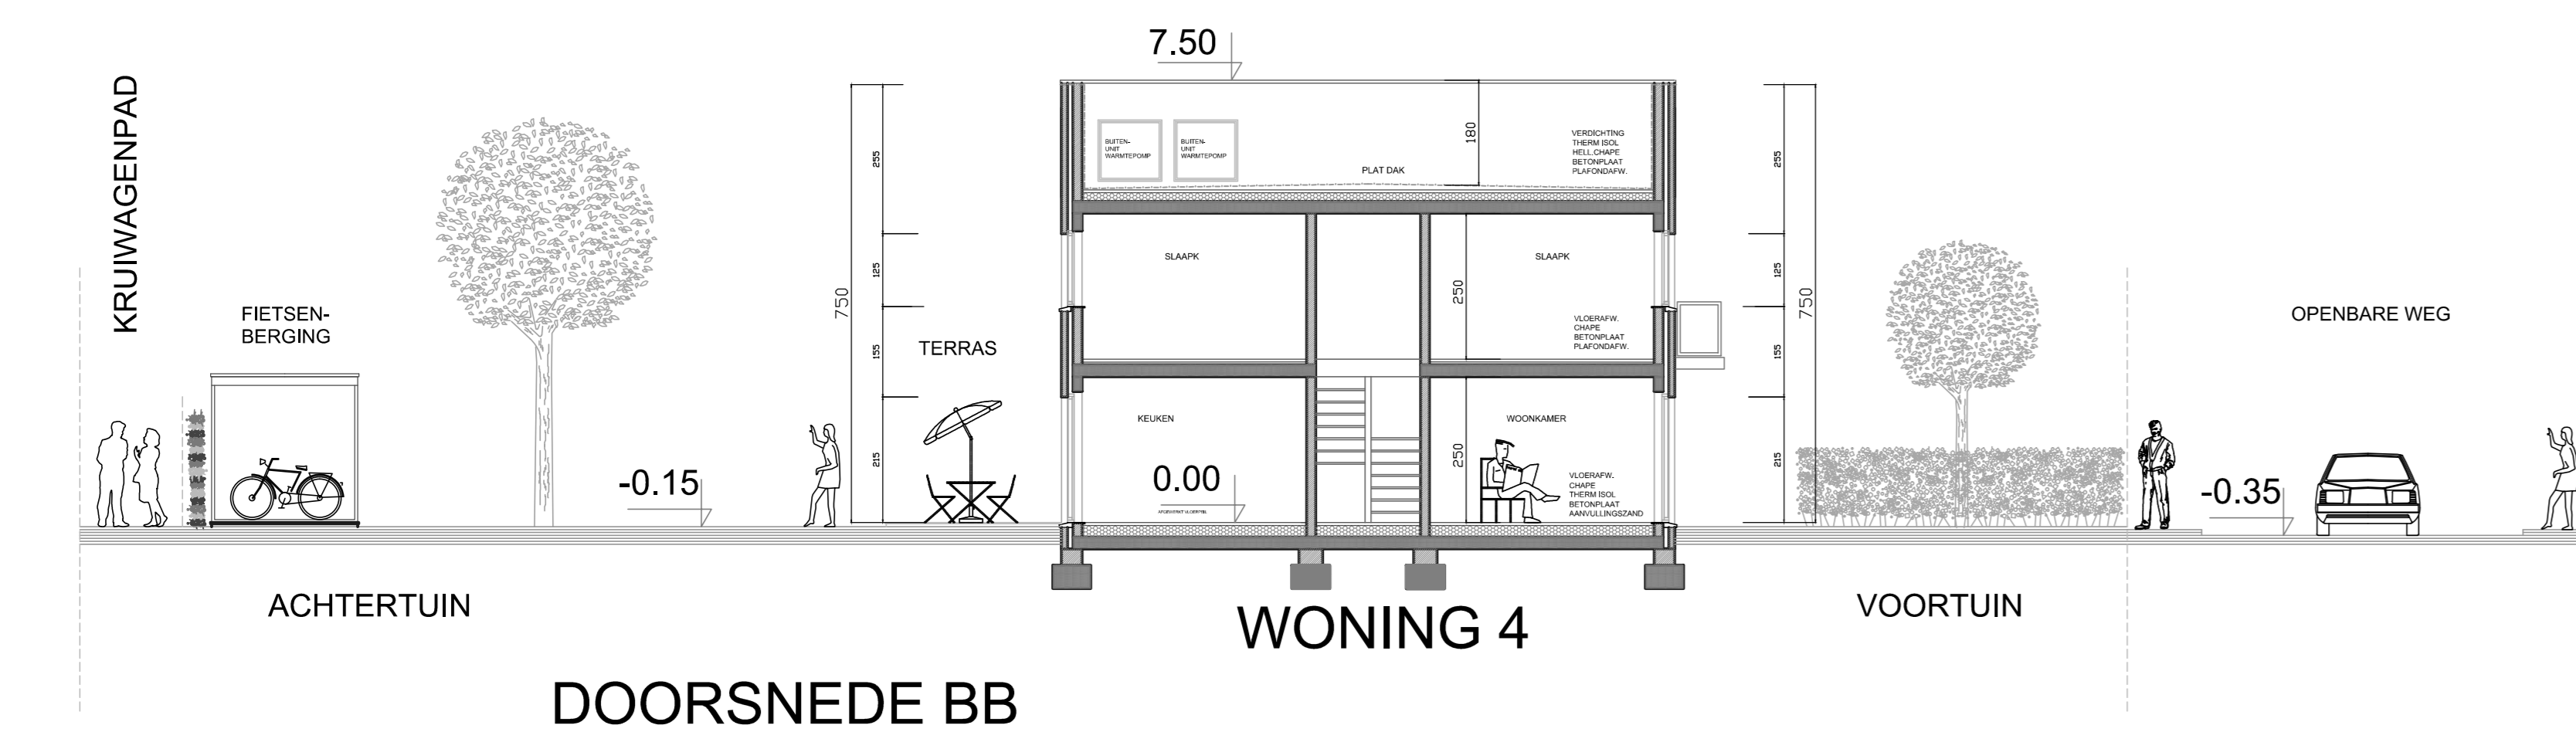 KRUIWAGENPAD
FIETSEN-
BERGING
-0.15
750
255
125
155
215
TERRAS
7.50
BUITEN-
UNIT
WARMTEPOMP
BUITEN-
UNIT
WARMTEPOMP
PLAT DAK
180
VERDICHTING
THERM ISOL
HELL.CHAPE
BETONPLAAT
PLAFONDAFW.
SLAAPK
250
SLAAPK
VLOERAFW.
CHAPE
BETONPLAAT
PLAFONDAFW.
KEUKEN
0.00
250
WOONKAMER
VLOERAFW.
CHAPE
THERM ISOL
BETONPLAAT
AANVULLINGSZAND
255
125
155
215
750
OPENBARE WEG
-0.35
ACHTERTUIN
WONING 4
VOORTUIN
DOORSNEDE BB